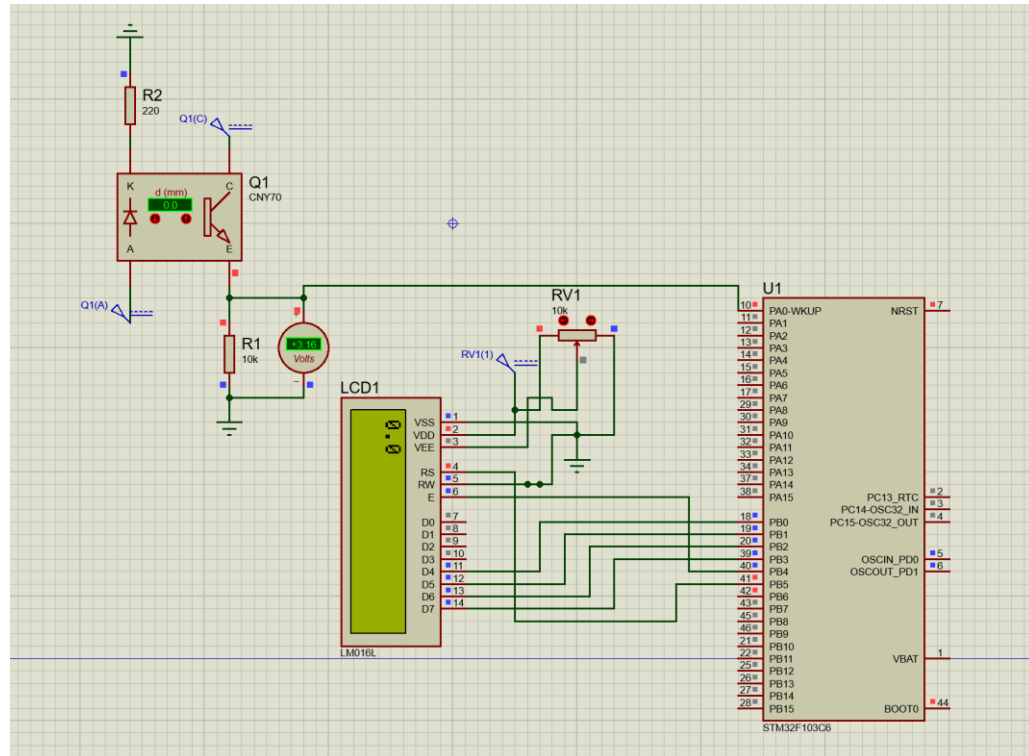 R2
220
Q1(C)
K
C
d (mm)
0.0
A
E
Q1
CNY70
Q1(A)
R1
10k
+3.16
Volts
RV1
10k
RV1(1)
LCD1
0.0
VSS 1
VDD 2
VEE 3
RS 4
RW 5
E 6
D0 7
D1 8
D2 9
D3 10
D4 11
D5 12
D6 13
D7 14
LM016L
U1
10 PA0-WKUP
11 PA1
12 PA2
13 PA3
14 PA4
15 PA5
16 PA6
17 PA7
29 PA8
30 PA9
31 PA10
32 PA11
33 PA12
34 PA13
37 PA14
38 PA15
18 PB0
19 PB1
20 PB2
39 PB3
40 PB4
41 PB5
42 PB6
43 PB7
45 PB8
46 PB9
21 PB10
22 PB11
25 PB12
26 PB13
27 PB14
28 PB15
NRST 7
PC13_RTC 2
PC14-OSC32_IN 3
PC15-OSC32_OUT 4
OSCIN_PD0 5
OSCOUT_PD1 6
VBAT 1
BOOT0 44
STM32F103C6